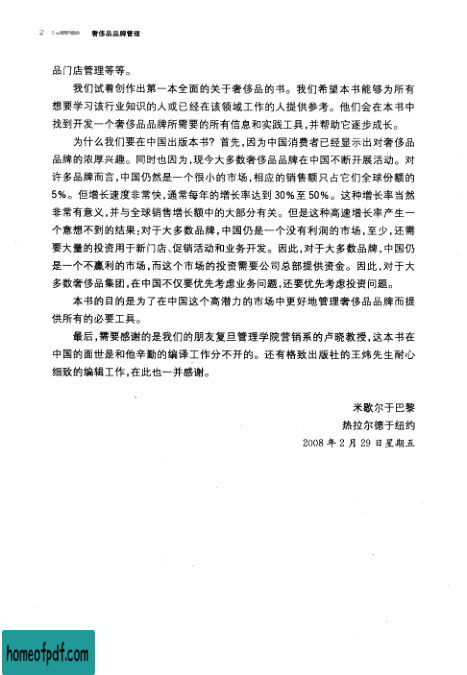 2 奢侈品品牌管理
品门店管理等等。
我们试着创作出第一本全面的关于奢侈品的书。我们希望本书能够为所有
想要学习该行业知识的人或已经在该领域工作的人提供参考。他们会在本书中
找到开发一个奢侈品品牌所需要的所有信息和实践工具,并帮助它逐步成长。
为什么我们要在中国出版本书?首先,因为中国消费者已经显示出对奢侈品
品牌的浓厚兴趣。同时也因为,现今大多数奢侈品品牌在中国不断开展活动。对
许多品牌而言,中国仍然是一个很小的市场,相应的销售额只占它们全球份额的
5%。但增长速度非常快,通常每年的增长率达到30%至50%。这种增长率当然
非常有意义,并与全球销售增长额中的大部分有关。但是这种高速增长率产生一
个意想不到的结果:对于大多数品牌,中国仍是一个没有利润的市场,至少,还需
要大量的投资用于新门店、促销活动和业务开发。因此,对于大多数品牌,中国仍
是一个不赢利的市场,而这个市场的投资需要公司总部提供资金。因此,对于大
多数奢侈品集团,在中国不仅要优先考虑业务问题,还要优先考虑投资问题。
本书的目的是为了在中国这个高潜力的市场中更好地管理奢侈品品牌而提
供所有的必要工具。
最后,需要感谢的是我们的朋友复旦管理学院营销系的卢晓教授,这本书在
中国的面世是和他辛勤的编译工作分不开的。还有格致出版社的王炜先生耐心
细致的编辑工作,在此也一并感谢。
米歇尔于巴黎
热拉尔德于纽约
2008年2月29日星期五
homeofpdf.com